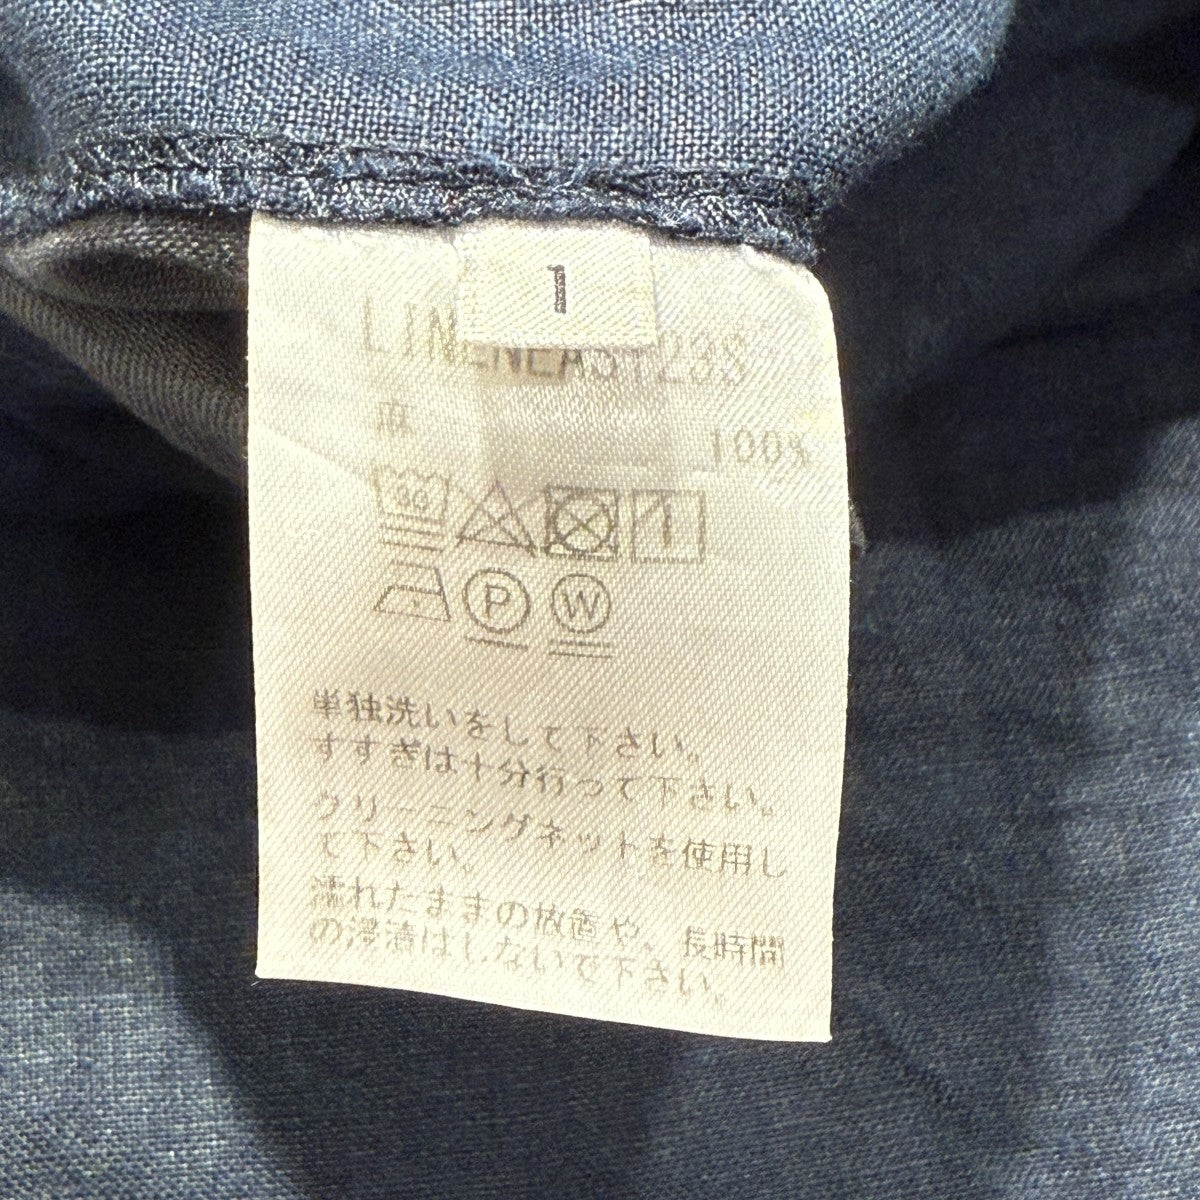 1
麻 100%
30
P W
単独洗いをして下さい。
すすぎは十分行って下さい。
クリーニングネットを使用し
て下さい。
濡れたままの放置や、長時間
の浸漬はしないで下さい。